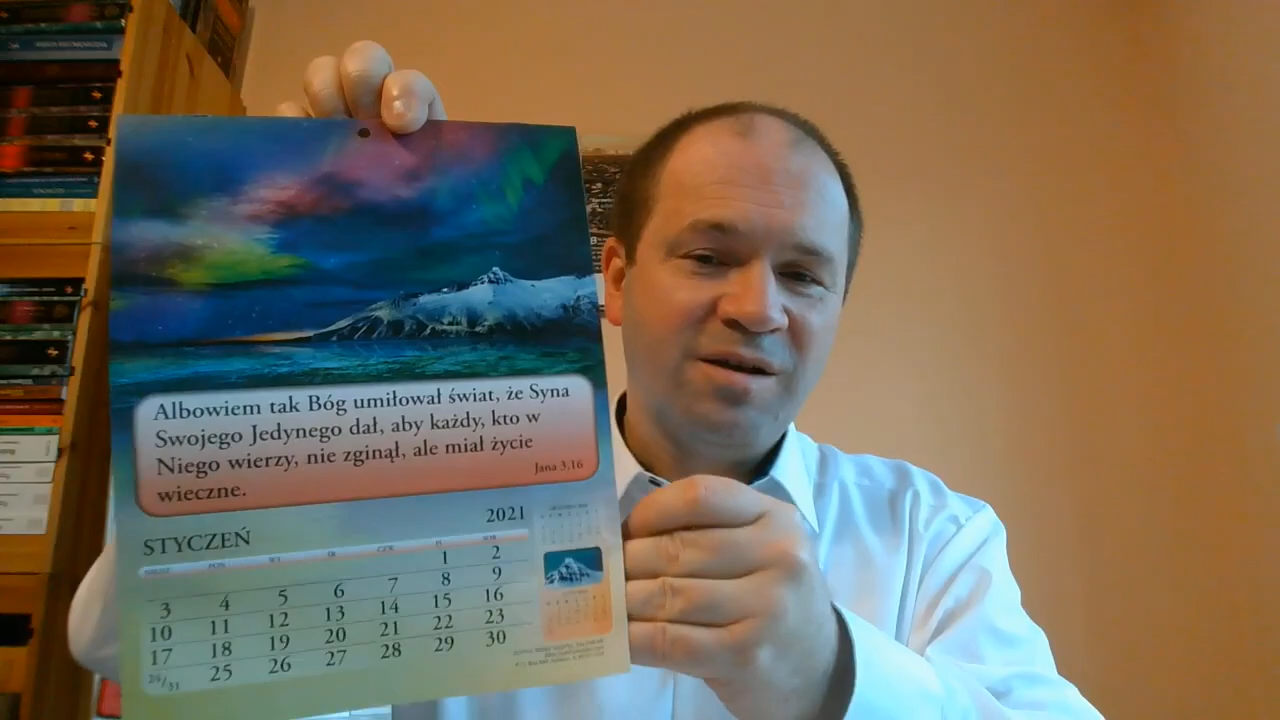 Albowiem tak Bóg umiłował świat, że Syna
Swojego Jedynego dał, aby każdy, kto w
Niego wierzy, nie zginął, ale miał życie
wieczne.
Jana 3,16
STYCZEŃ
2021
1 2
3 4 5 6 7 8 9
10 11 12 13 14 15 16
17 18 19 20 21 22 23
24/31 25 26 27 28 29 30